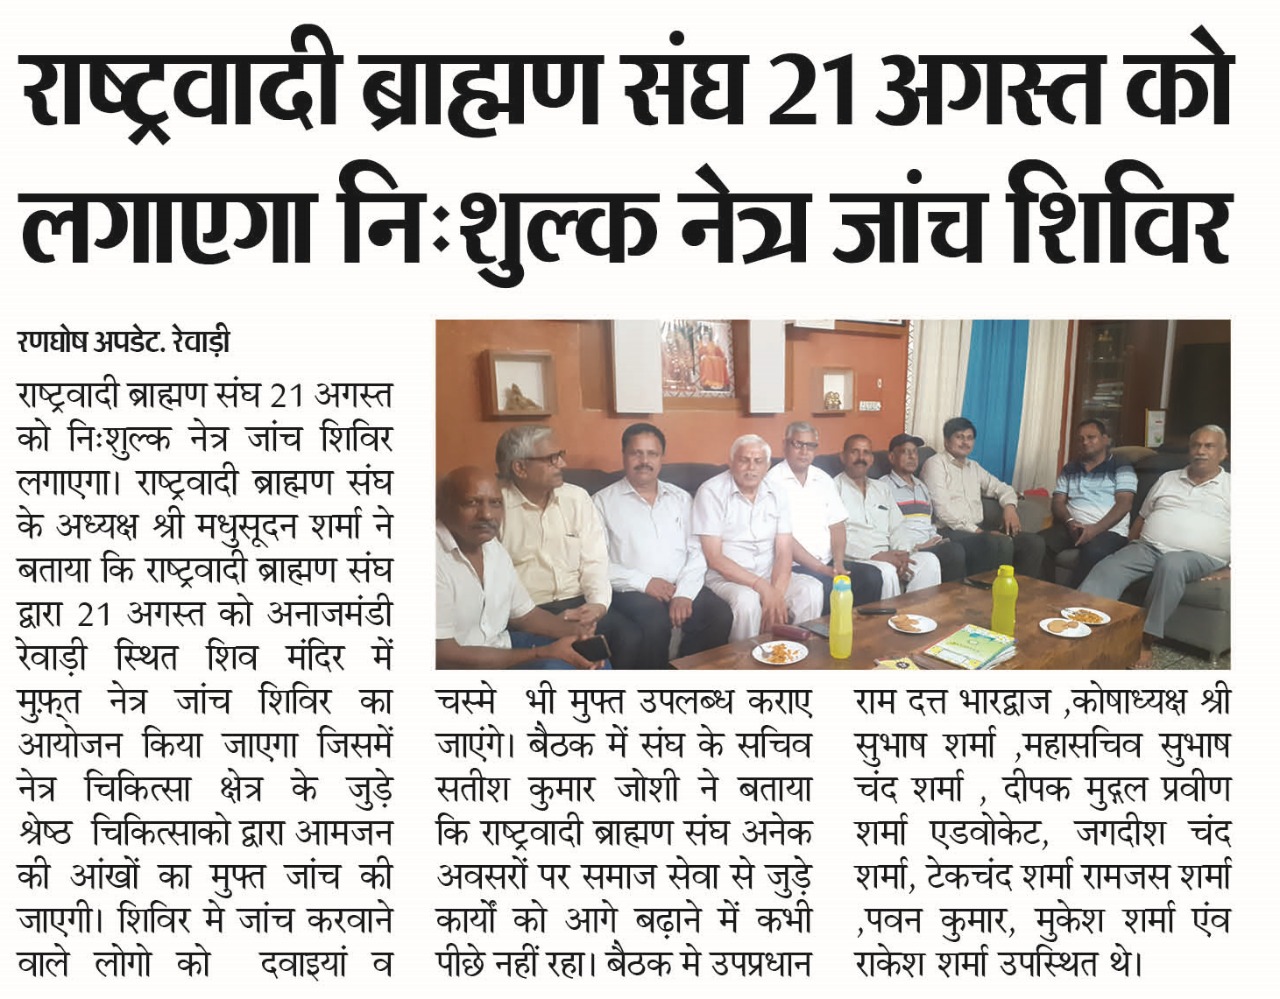 राष्ट्रवादी ब्राह्मण संघ 21 अगस्त को
लगाएगा निःशुल्क नेत्र जांच शिविर
रणघोष अपडेट. रेवाड़ी
राष्ट्रवादी ब्राह्मण संघ 21 अगस्त
को निःशुल्क नेत्र जांच शिविर
लगाएगा। राष्ट्रवादी ब्राह्मण संघ
के अध्यक्ष श्री मधुसूदन शर्मा ने
बताया कि राष्ट्रवादी ब्राह्मण संघ
द्वारा 21 अगस्त को अनाजमंडी
रेवाड़ी स्थित शिव मंदिर में
मुफ़्त नेत्र जांच शिविर का
आयोजन किया जाएगा जिसमें
नेत्र चिकित्सा क्षेत्र के जुड़े
श्रेष्ठ चिकित्साको द्वारा आमजन
की आंखों का मुफ्त जांच की
जाएगी। शिविर मे जांच करवाने
वाले लोगो को दवाइयां व
चस्मे भी मुफ्त उपलब्ध कराए
जाएंगे। बैठक में संघ के सचिव
सतीश कुमार जोशी ने बताया
कि राष्ट्रवादी ब्राह्मण संघ अनेक
अवसरों पर समाज सेवा से जुड़े
कार्यों को आगे बढ़ाने में कभी
पीछे नहीं रहा। बैठक मे उपप्रधान
राम दत्त भारद्वाज ,कोषाध्यक्ष श्री
सुभाष शर्मा ,महासचिव सुभाष
चंद शर्मा , दीपक मुद्गल प्रवीण
शर्मा एडवोकेट, जगदीश चंद
शर्मा, टेकचंद शर्मा रामजस शर्मा
,पवन कुमार, मुकेश शर्मा एंव
राकेश शर्मा उपस्थित थे।